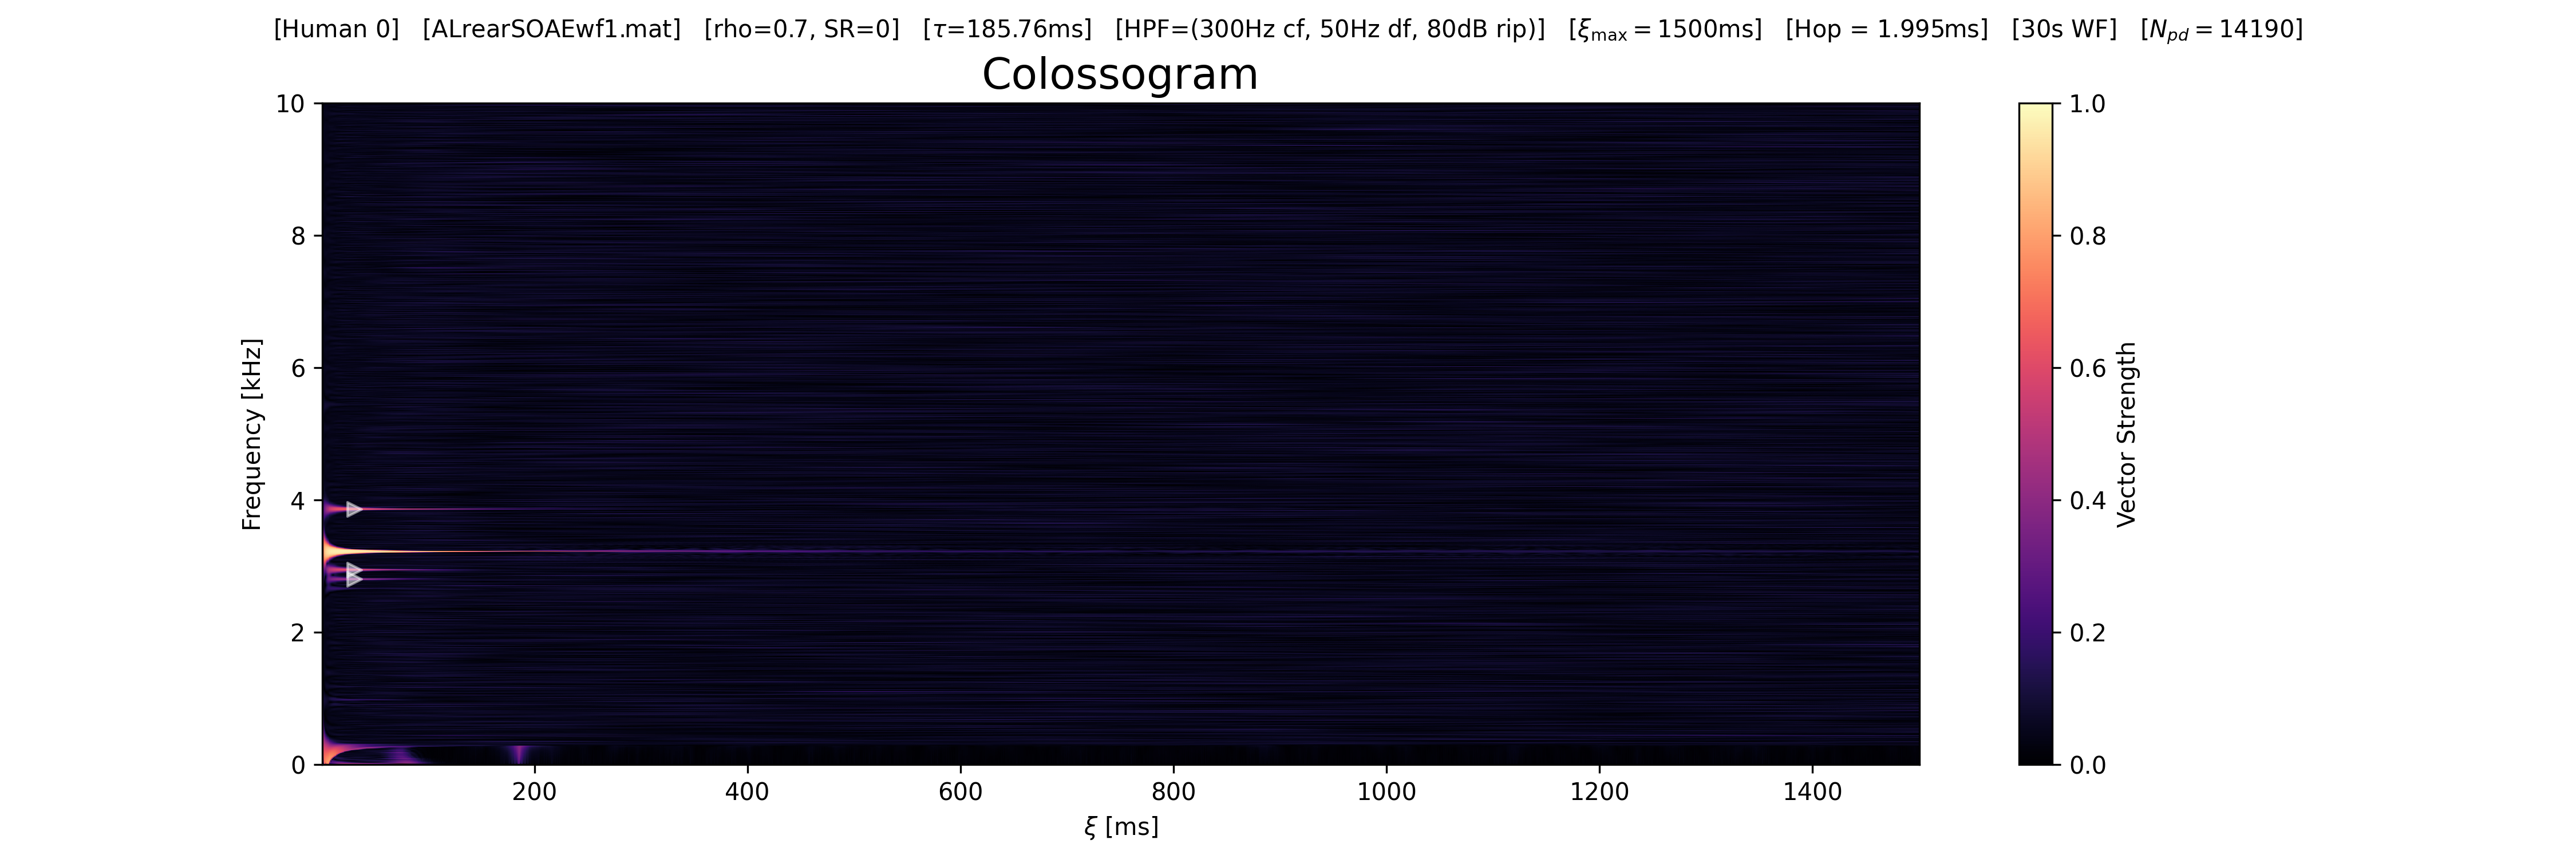 [Human 0] [ALrearSOAEwf1.mat] [rho=0.7, SR=0] [τ=185.76ms] [HPF=(300Hz cf, 50Hz df, 80dB rip)] [ξmax = 1500ms] [Hop = 1.995ms] [30s WF] [Npd = 14190]
Colossogram
10
8
6
4
2
0
Frequency [kHz]
200 400 600 800 1000 1200 1400
ξ [ms]
1.0
0.8
0.6
0.4
0.2
0.0
Vector Strength